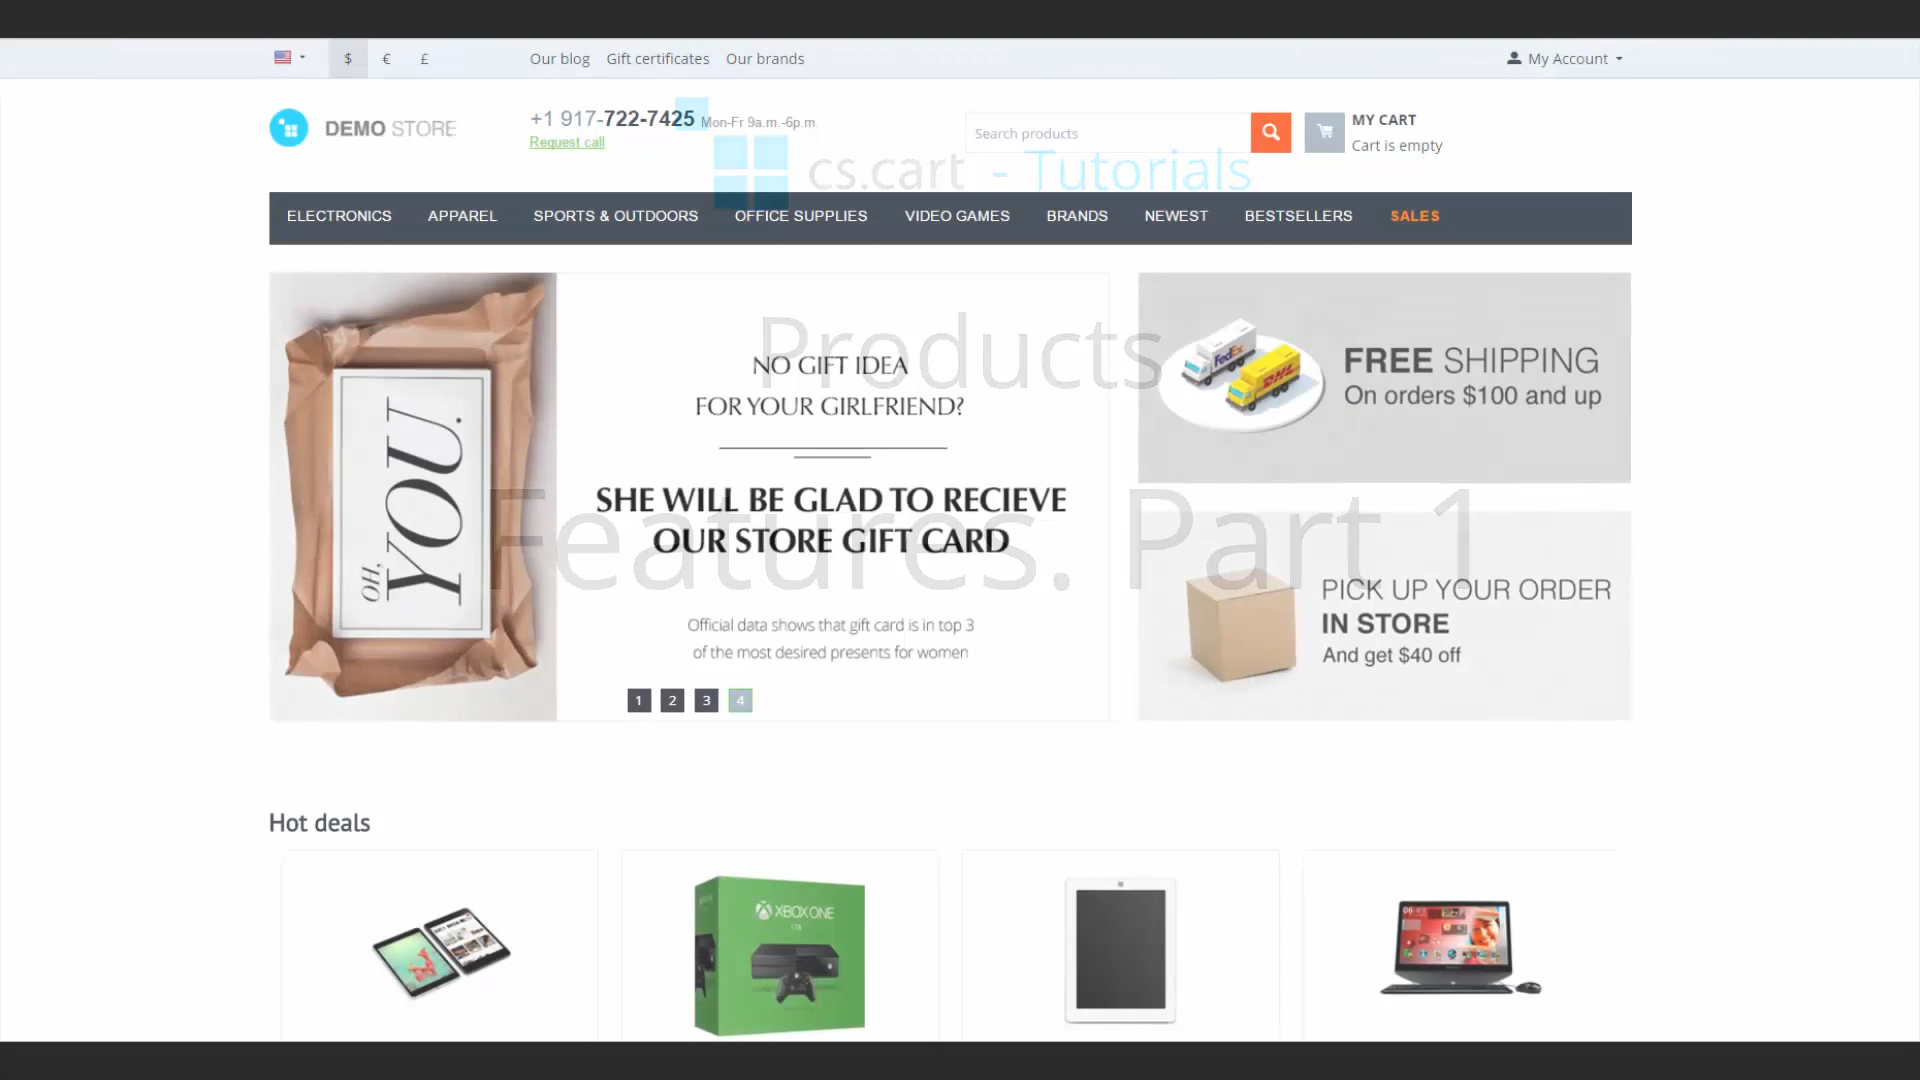 $ € £ Our blog Gift certificates Our brands My Account
DEMO STORE
+1 917-722-7425 Mon-Fr 9a.m.-6p.m.
Request call
Search products
MY CART
Cart is empty
cs.cart - Tutorials
ELECTRONICS APPAREL SPORTS & OUTDOORS OFFICE SUPPLIES VIDEO GAMES BRANDS NEWEST BESTSELLERS SALES
Products
Features. Part 1
OH,
YOU.
NO GIFT IDEA
FOR YOUR GIRLFRIEND?
SHE WILL BE GLAD TO RECIEVE
OUR STORE GIFT CARD
Official data shows that gift card is in top 3
of the most desired presents for women
1 2 3 4
FedEx
DHL
FREE SHIPPING
On orders $100 and up
PICK UP YOUR ORDER
IN STORE
And get $40 off
Hot deals
XBOX ONE
1TB